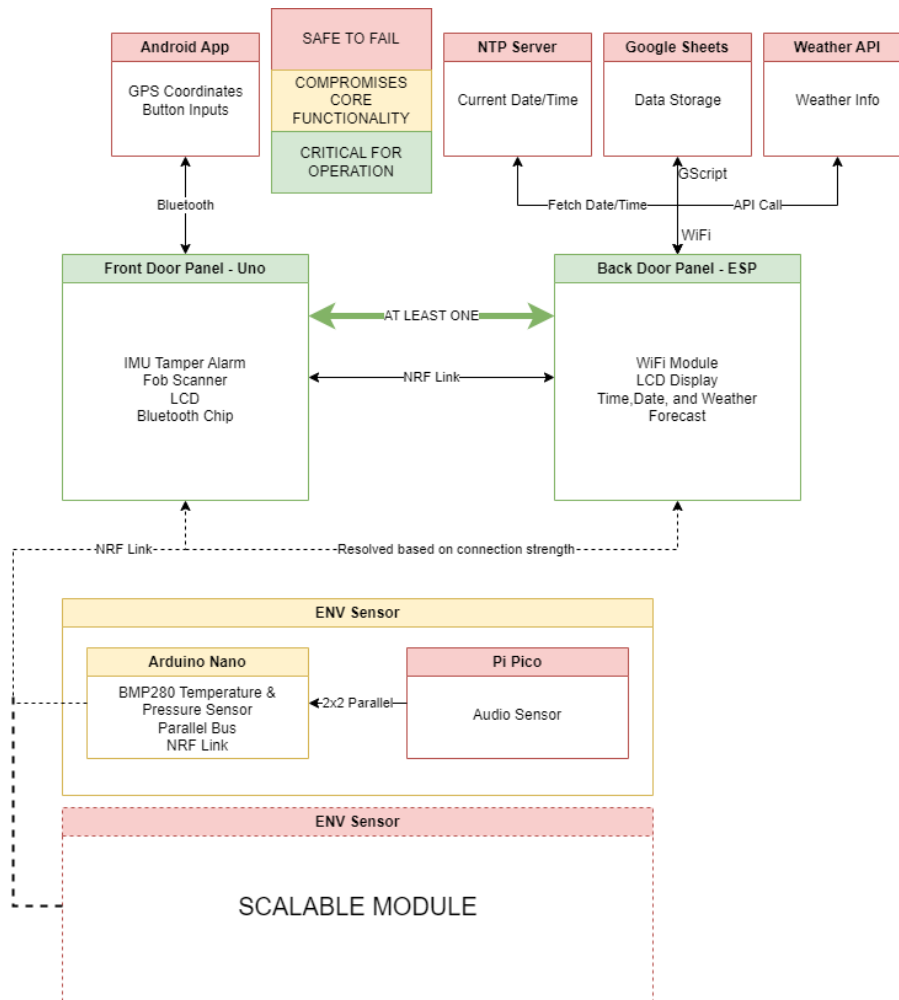 Android App
GPS Coordinates
Button Inputs
SAFE TO FAIL
COMPROMISES
CORE
FUNCTIONALITY
CRITICAL FOR
OPERATION
NTP Server
Current Date/Time
Google Sheets
Data Storage
Weather API
Weather Info
GScript
Bluetooth
Fetch Date/Time
API Call
WiFi
Front Door Panel - Uno
IMU Tamper Alarm
Fob Scanner
LCD
Bluetooth Chip
AT LEAST ONE
NRF Link
Back Door Panel - ESP
WiFi Module
LCD Display
Time,Date, and Weather
Forecast
NRF Link
Resolved based on connection strength
ENV Sensor
Arduino Nano
BMP280 Temperature &
Pressure Sensor
Parallel Bus
NRF Link
2x2 Parallel
Pi Pico
Audio Sensor
ENV Sensor
SCALABLE MODULE